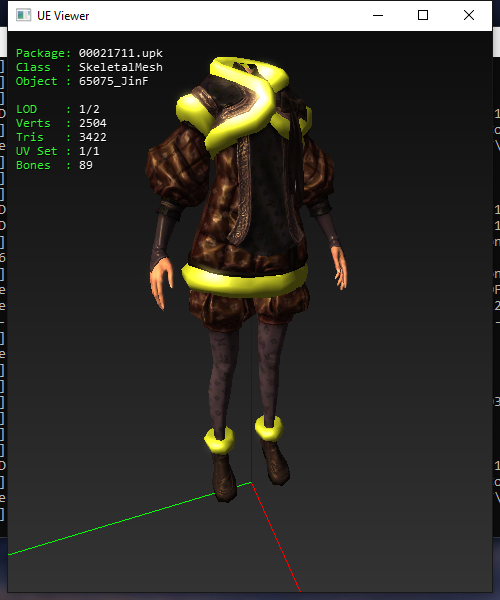 UE Viewer
Package: 00021711.upk
Class  : SkeletalMesh
Object : 65075_JinF
LOD    : 1/2
Verts  : 2504
Tris   : 3422
UV Set : 1/1
Bones  : 89